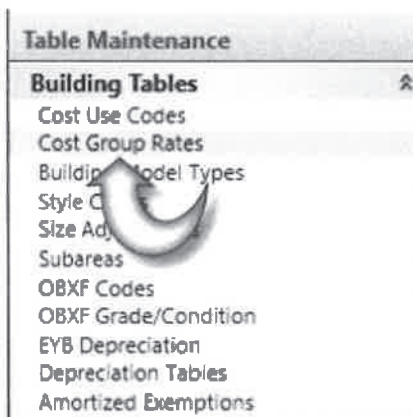 Table Maintenance
Building Tables
Cost Use Codes
Cost Group Rates
Model Types
Style
Size
Subareas
OBXF Codes
OBXF Grade/Condition
EYB Depreciation
Depreciation Tables
Amortized Exemptions